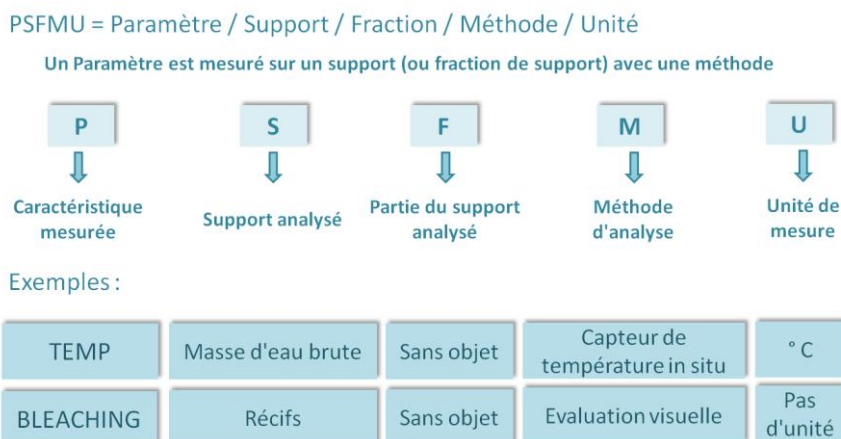 PSFMU = Paramètre / Support / Fraction / Méthode / Unité
Un Paramètre est mesuré sur un support (ou fraction de support) avec une méthode
P
S
F
M
U
Caractéristique
mesurée
Support analysé
Partie du support
analysé
Méthode
d'analyse
Unité de
mesure
Exemples :
TEMP
Masse d'eau brute
Sans objet
Capteur de
température in situ
° C
BLEACHING
Récifs
Sans objet
Evaluation visuelle
Pas
d'unité